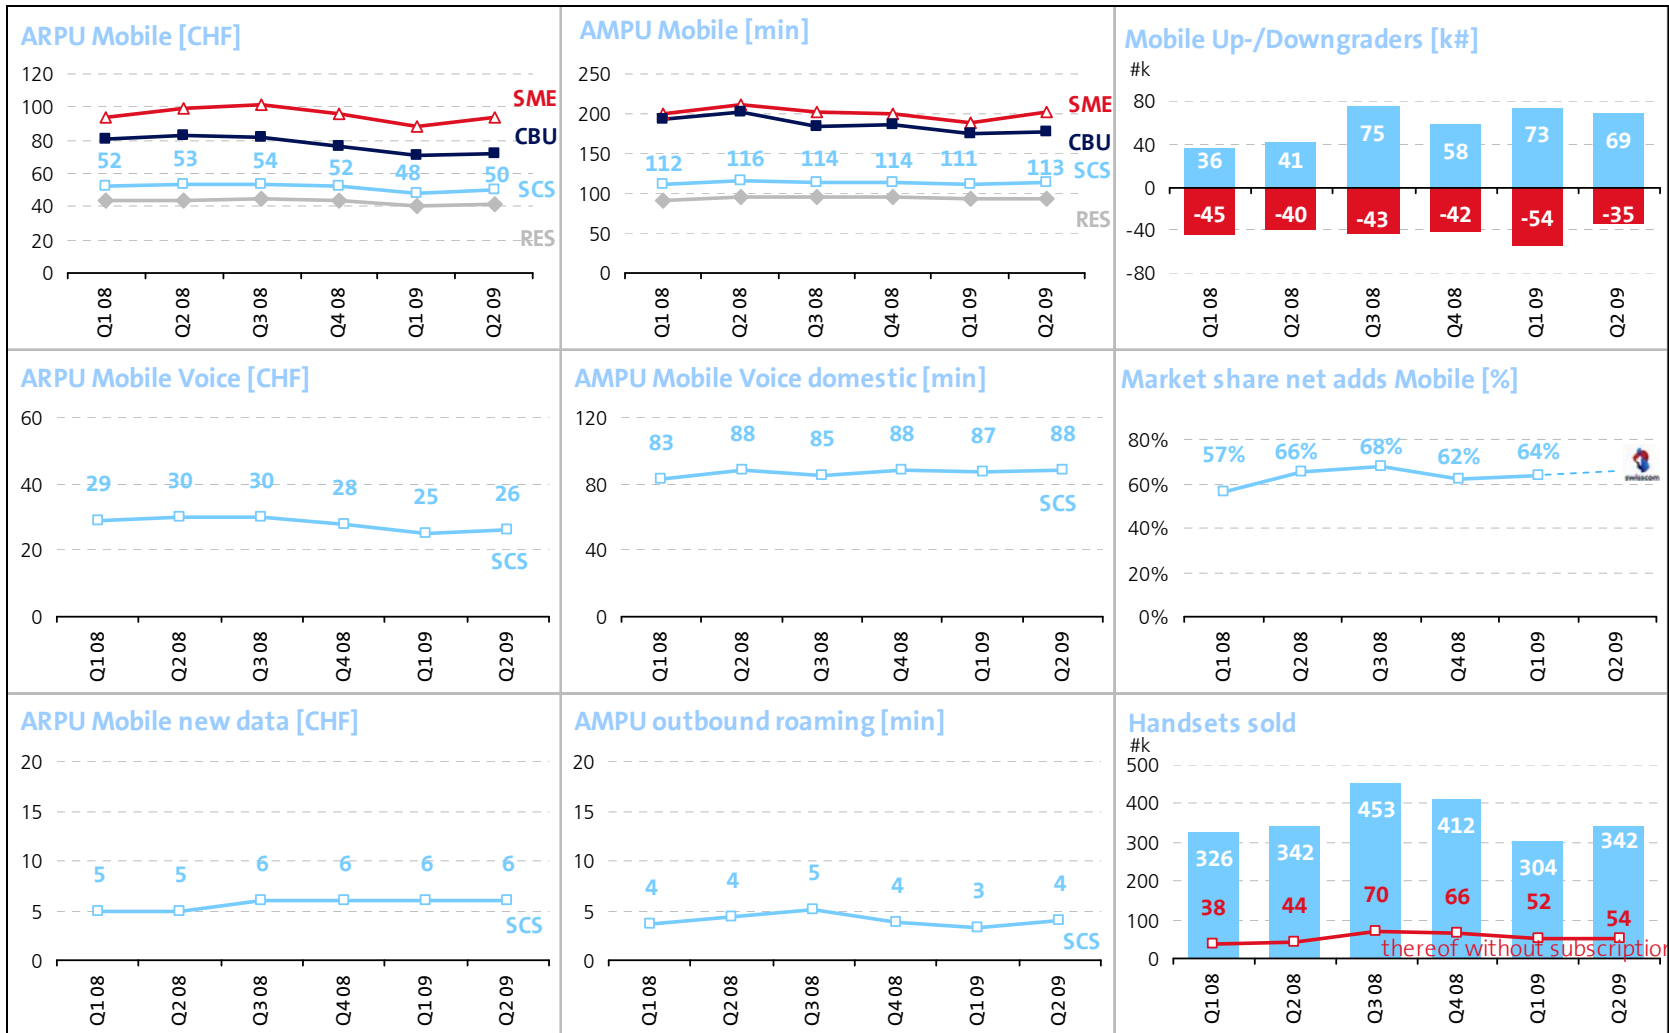 ARPU Mobile [CHF]
120
100
80
60
40
20
0
SME
CBU
SCS
RES
52 53 54 52 48 50
Q1 08 Q2 08 Q3 08 Q4 08 Q1 09 Q2 09
AMPU Mobile [min]
250
200
150
100
50
0
SME
CBU
SCS
RES
112 116 114 114 111 113
Q1 08 Q2 08 Q3 08 Q4 08 Q1 09 Q2 09
Mobile Up-/Downgraders [k#]
#k
80
40
0
-40
-80
36 41 75 58 73 69
-45 -40 -43 -42 -54 -35
Q1 08 Q2 08 Q3 08 Q4 08 Q1 09 Q2 09
ARPU Mobile Voice [CHF]
60
40
20
0
29 30 30 28 25 26
SCS
Q1 08 Q2 08 Q3 08 Q4 08 Q1 09 Q2 09
AMPU Mobile Voice domestic [min]
120
80
40
0
83 88 85 88 87 88
SCS
Q1 08 Q2 08 Q3 08 Q4 08 Q1 09 Q2 09
Market share net adds Mobile [%]
80%
60%
40%
20%
0%
57% 66% 68% 62% 64%
swisscom
Q1 08 Q2 08 Q3 08 Q4 08 Q1 09 Q2 09
ARPU Mobile new data [CHF]
20
15
10
5
0
5 5 6 6 6 6
SCS
Q1 08 Q2 08 Q3 08 Q4 08 Q1 09 Q2 09
AMPU outbound roaming [min]
20
15
10
5
0
4 4 5 4 3 4
SCS
Q1 08 Q2 08 Q3 08 Q4 08 Q1 09 Q2 09
Handsets sold
#k
500
400
300
200
100
0
326 342 453 412 304 342
38 44 70 66 52 54
thereof without subscription
Q1 08 Q2 08 Q3 08 Q4 08 Q1 09 Q2 09